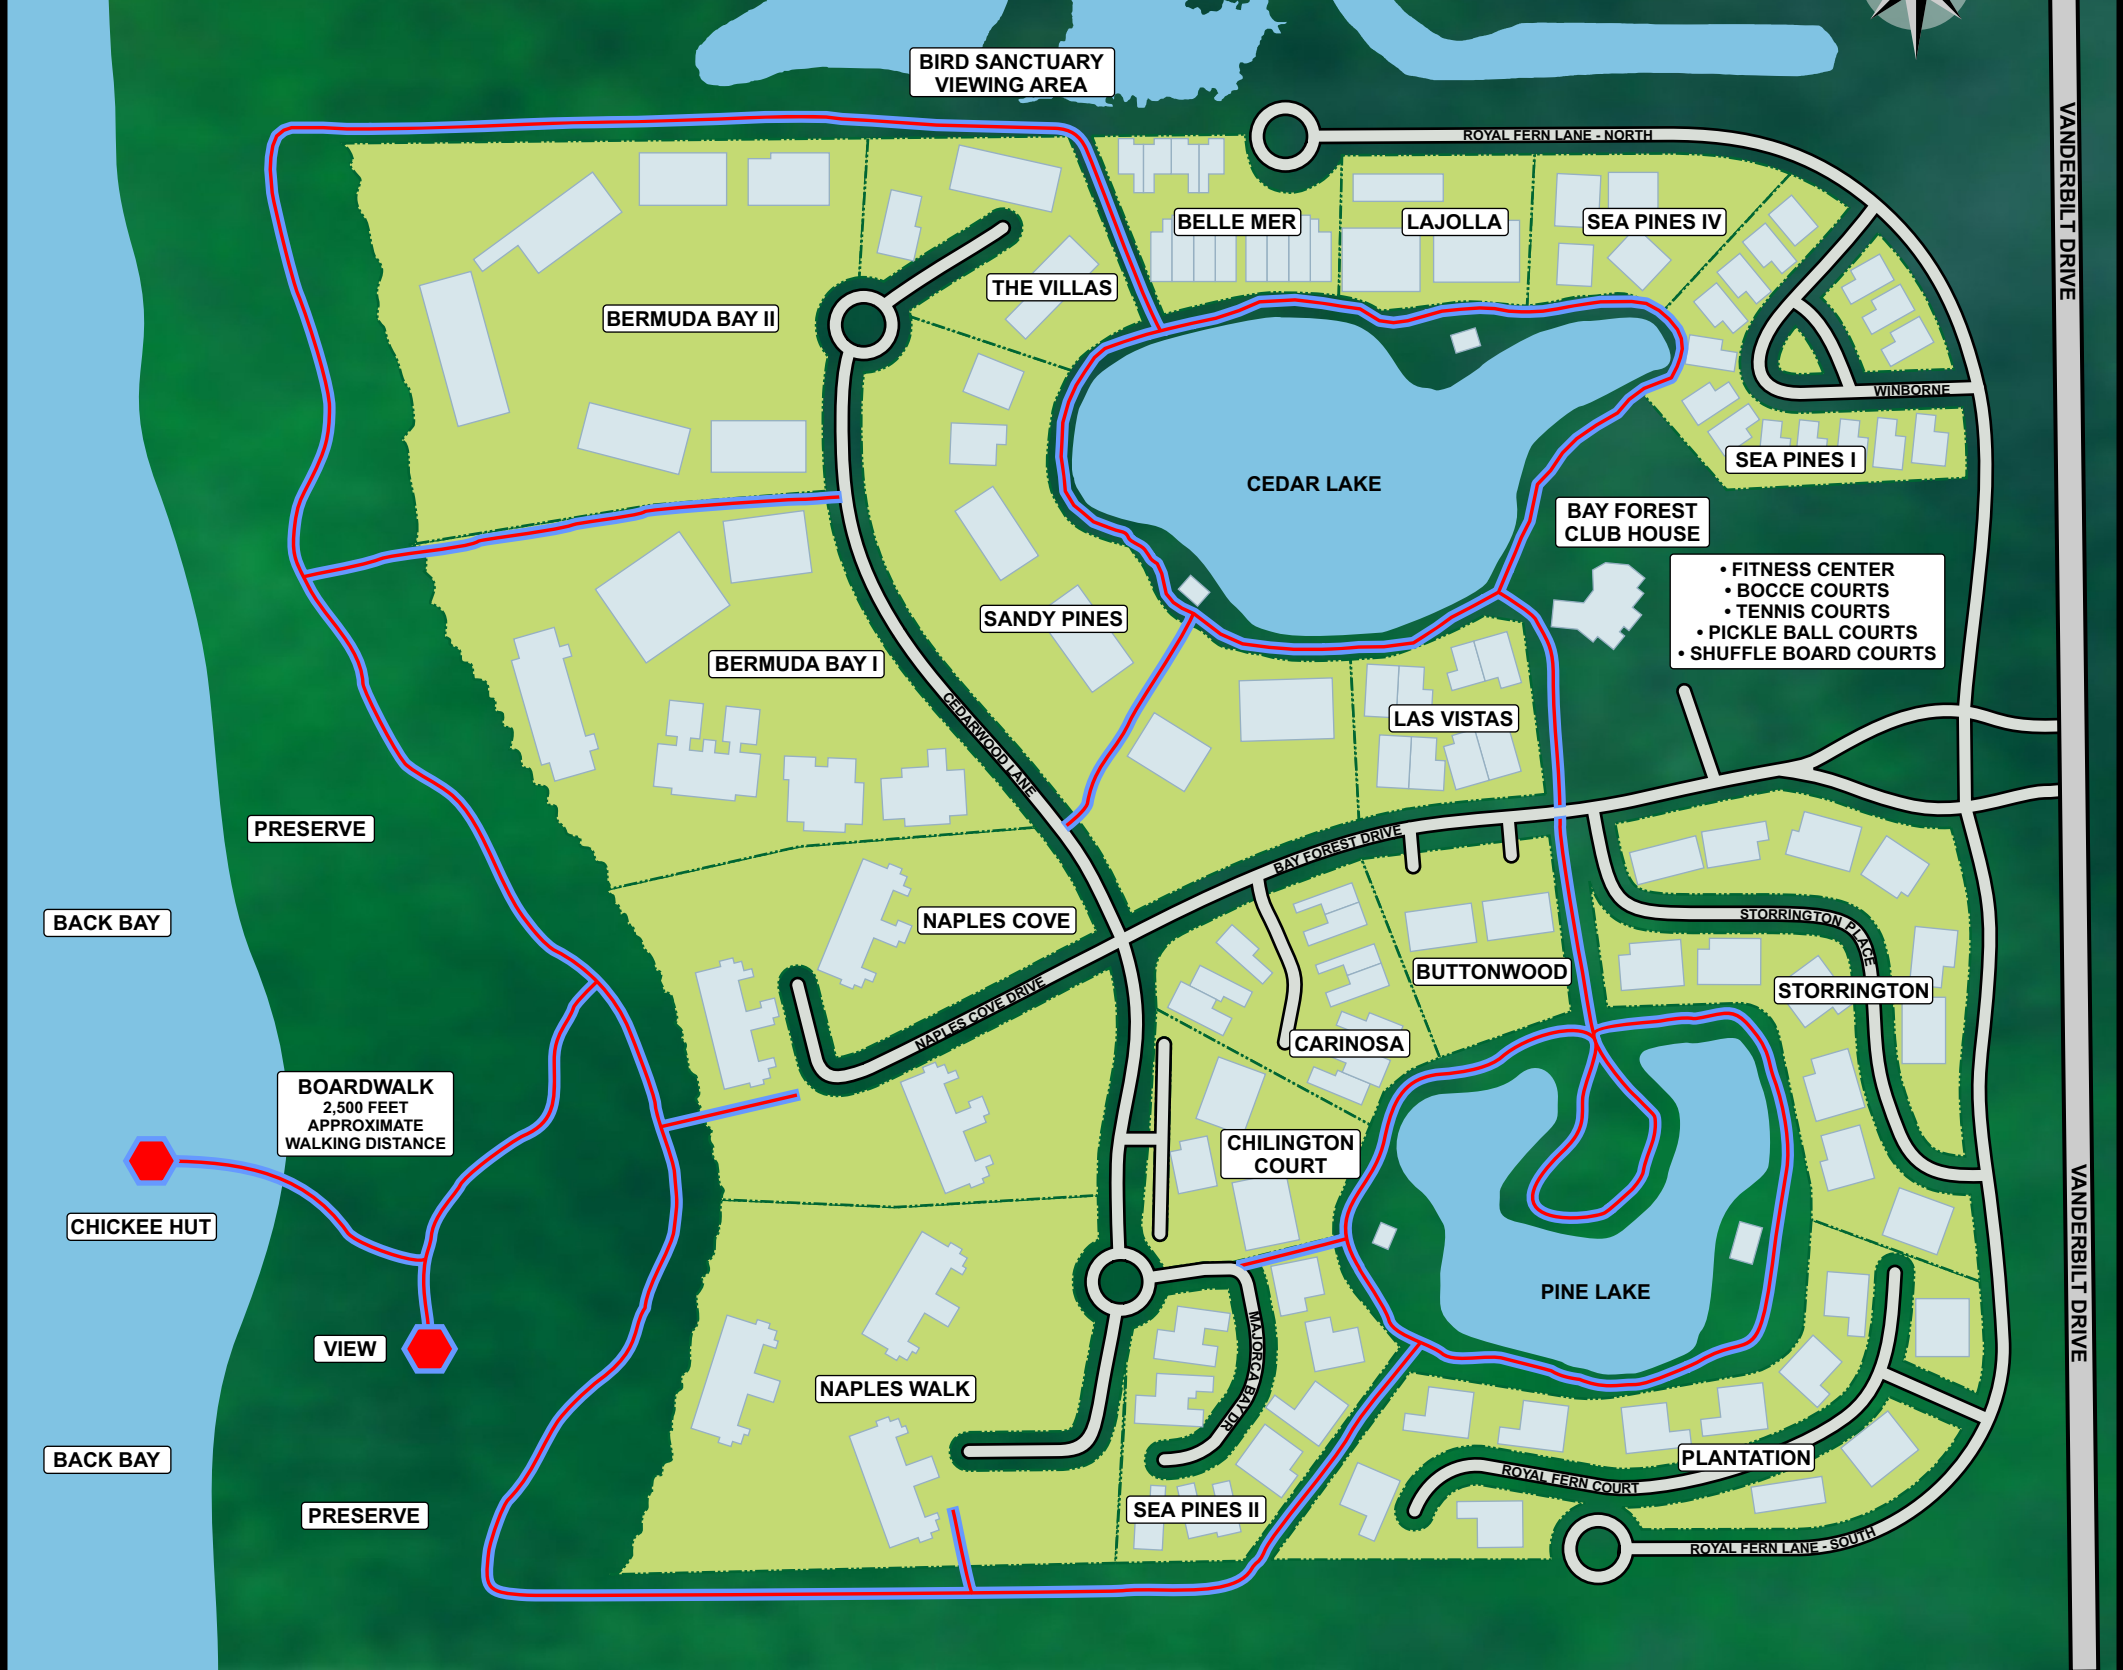 BIRD SANCTUARY
VIEWING AREA
ROYAL FERN LANE - NORTH
VANDERBILT DRIVE
BELLE MER
LAJOLLA
SEA PINES IV
THE VILLAS
BERMUDA BAY II
WINBORNE
SEA PINES I
CEDAR LAKE
BAY FOREST
CLUB HOUSE
• FITNESS CENTER
• BOCCE COURTS
• TENNIS COURTS
• PICKLE BALL COURTS
• SHUFFLE BOARD COURTS
SANDY PINES
BERMUDA BAY I
CEDARWOOD LANE
LAS VISTAS
PRESERVE
BAY FOREST DRIVE
BACK BAY
NAPLES COVE
STORRINGTON PLACE
BUTTONWOOD
STORRINGTON
NAPLES COVE DRIVE
CARINOSA
BOARDWALK
2,500 FEET
APPROXIMATE
WALKING DISTANCE
CHILINGTON
COURT
CHICKEE HUT
VANDERBILT DRIVE
PINE LAKE
VIEW
MAJORCA BAY DR
NAPLES WALK
BACK BAY
PLANTATION
ROYAL FERN COURT
SEA PINES II
PRESERVE
ROYAL FERN LANE - SOUTH